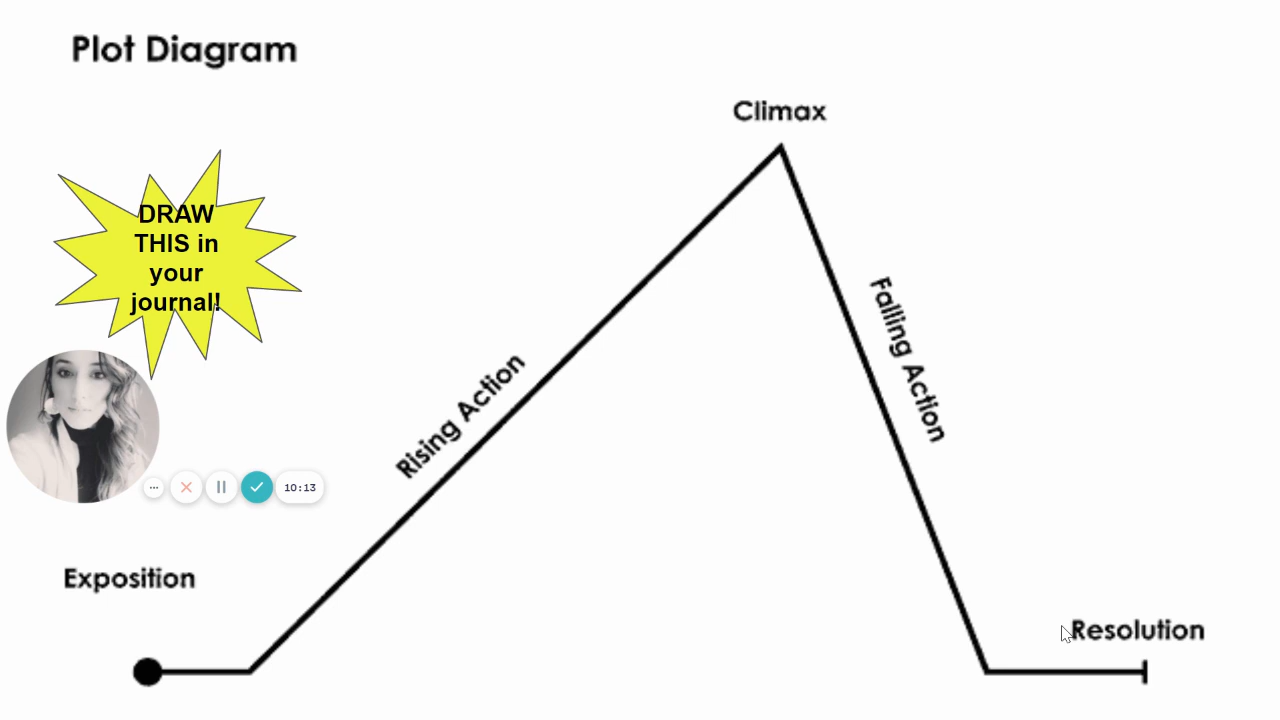 Plot Diagram
Climax
DRAW
THIS in
your
journal!
Falling Action
Rising Action
10:13
Exposition
Resolution